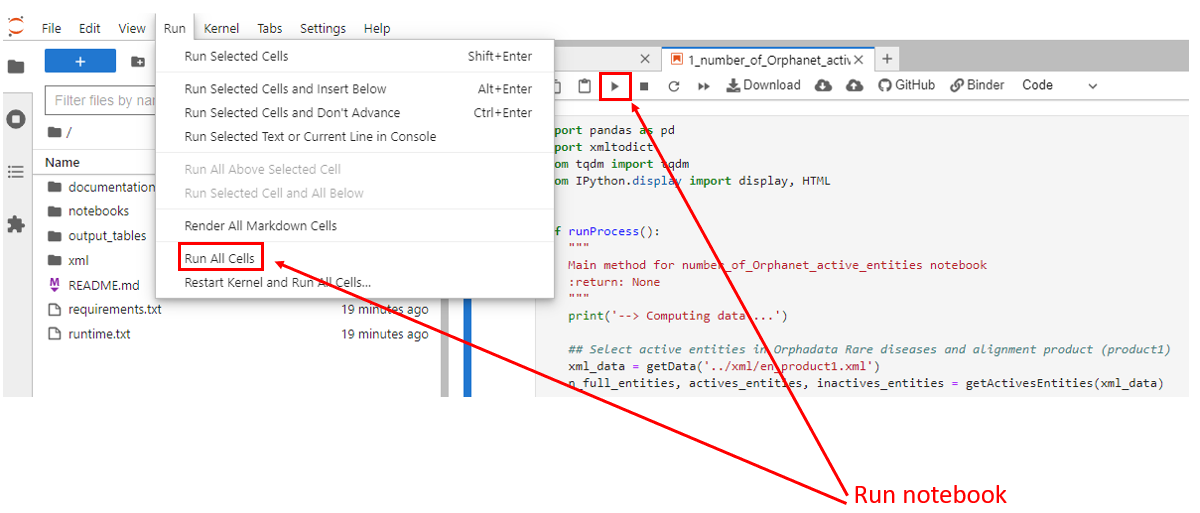 File Edit View Run Kernel Tabs Settings Help
+
Filter files by nam
/
Name
documentation
notebooks
output_tables
xml
README.md
requirements.txt 19 minutes ago
runtime.txt 19 minutes ago
Run Selected Cells Shift+Enter
Run Selected Cells and Insert Below Alt+Enter
Run Selected Cells and Don't Advance Ctrl+Enter
Run Selected Text or Current Line in Console
Run All Above Selected Cell
Run Selected Cell and All Below
Render All Markdown Cells
Run All Cells
Restart Kernel and Run All Cells...
1_number_of_Orphanet_activ
Download GitHub Binder Code
port pandas as pd
port xmltodict
om tqdm import tqdm
om IPython.display import display, HTML
f runProcess():
"""
Main method for number_of_Orphanet_active_entities notebook
:return: None
"""
print('--> Computing data ...')
## Select active entities in Orphadata Rare diseases and alignment product (product1)
xml_data = getData('../xml/en_product1.xml')
n_full_entities, actives_entities, inactives_entities = getActivesEntities(xml_data)
Run notebook